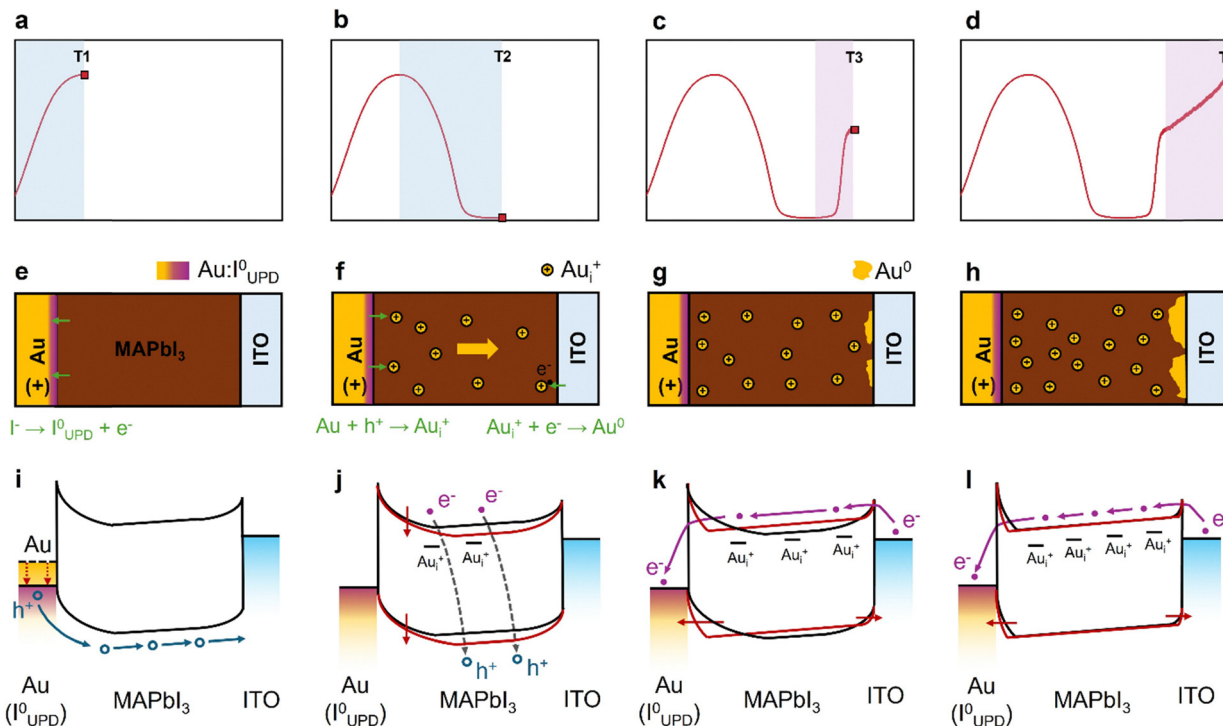 a b c d
T1 T2 T3 T
e Au:I⁰UPD f Auᵢ⁺ g Au⁰ h
Au (+) MAPbI₃ ITO Au (+) e⁻ ITO Au (+) ITO Au (+) ITO
I⁻ → I⁰UPD + e⁻ Au + h⁺ → Auᵢ⁺ Auᵢ⁺ + e⁻ → Au⁰
i j k l
e⁻ e⁻ e⁻ e⁻
Au Auᵢ⁺ Auᵢ⁺ Auᵢ⁺ Auᵢ⁺ Auᵢ⁺ Auᵢ⁺ Auᵢ⁺ Auᵢ⁺ Auᵢ⁺
h⁺ e⁻ e⁻
h⁺ h⁺
Au MAPbI₃ ITO Au MAPbI₃ ITO Au MAPbI₃ ITO Au MAPbI₃ ITO
(I⁰UPD) (I⁰UPD) (I⁰UPD) (I⁰UPD)